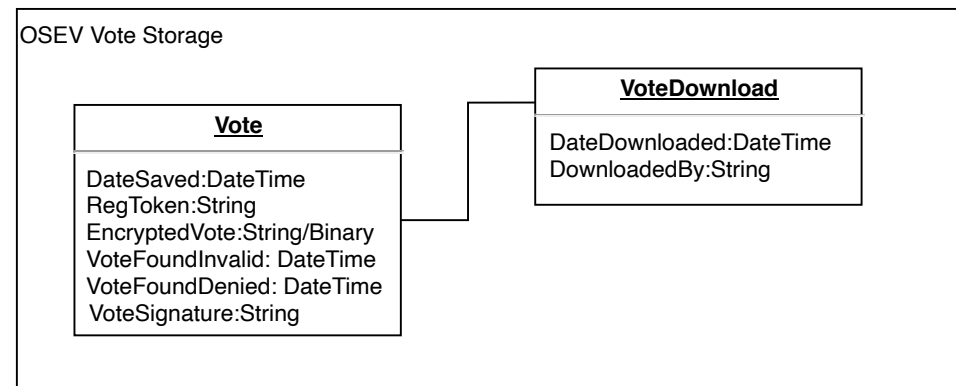 OSEV Vote Storage
Vote
DateSaved:DateTime
RegToken:String
EncryptedVote:String/Binary
VoteFoundInvalid: DateTime
VoteFoundDenied: DateTime
VoteSignature:String
VoteDownload
DateDownloaded:DateTime
DownloadedBy:String